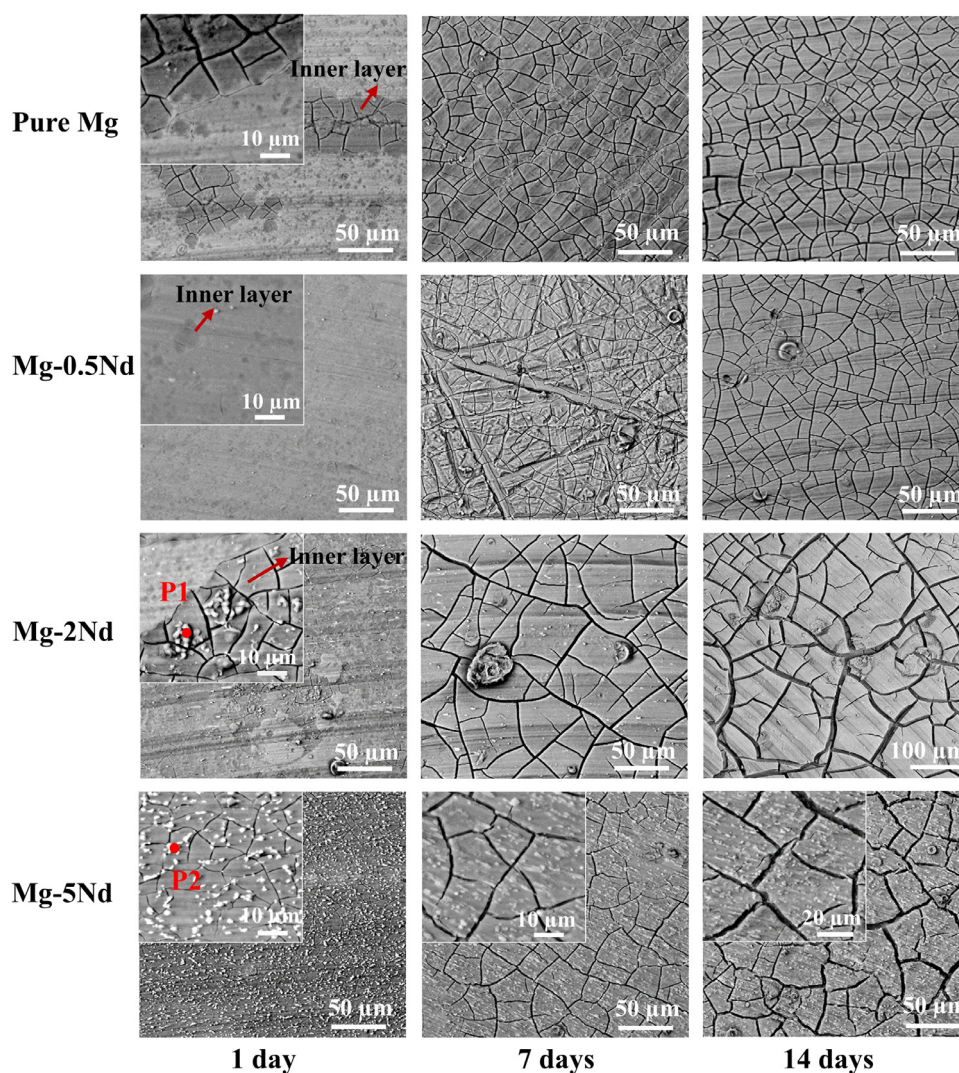 Pure Mg
Inner layer
10 µm
50 µm
50 µm
50 µm
Mg-0.5Nd
Inner layer
10 µm
50 µm
50 µm
50 µm
Mg-2Nd
Inner layer
P1
10 µm
50 µm
50 µm
100 µm
Mg-5Nd
P2
10 µm
50 µm
10 µm
50 µm
20 µm
50 µm
1 day
7 days
14 days